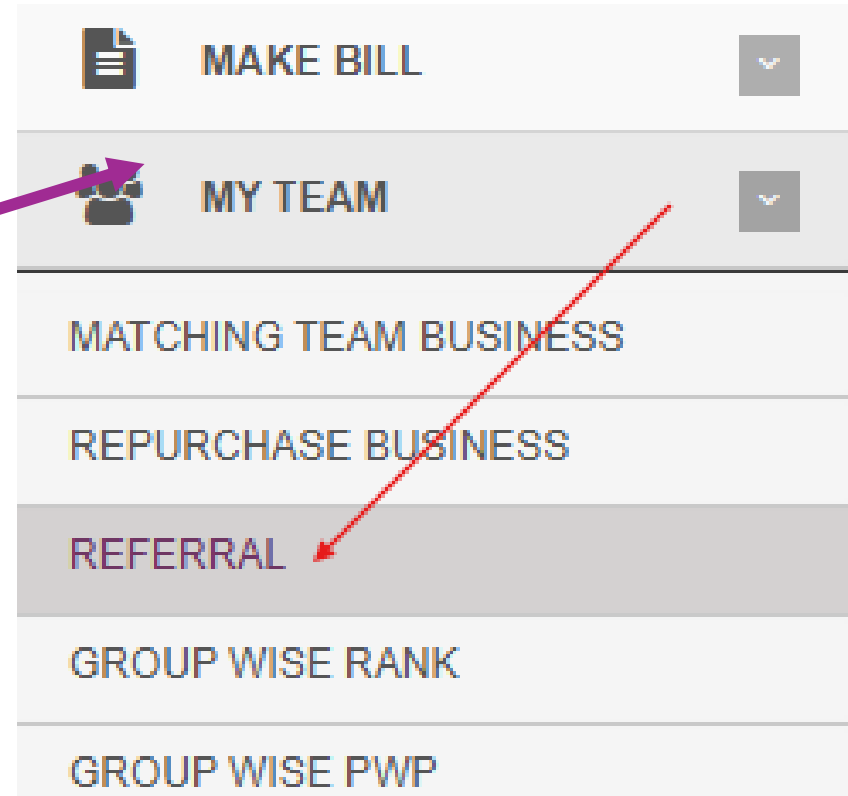 MAKE BILL
MY TEAM
MATCHING TEAM BUSINESS
REPURCHASE BUSINESS
REFERRAL
GROUP WISE RANK
GROUP WISE PWP